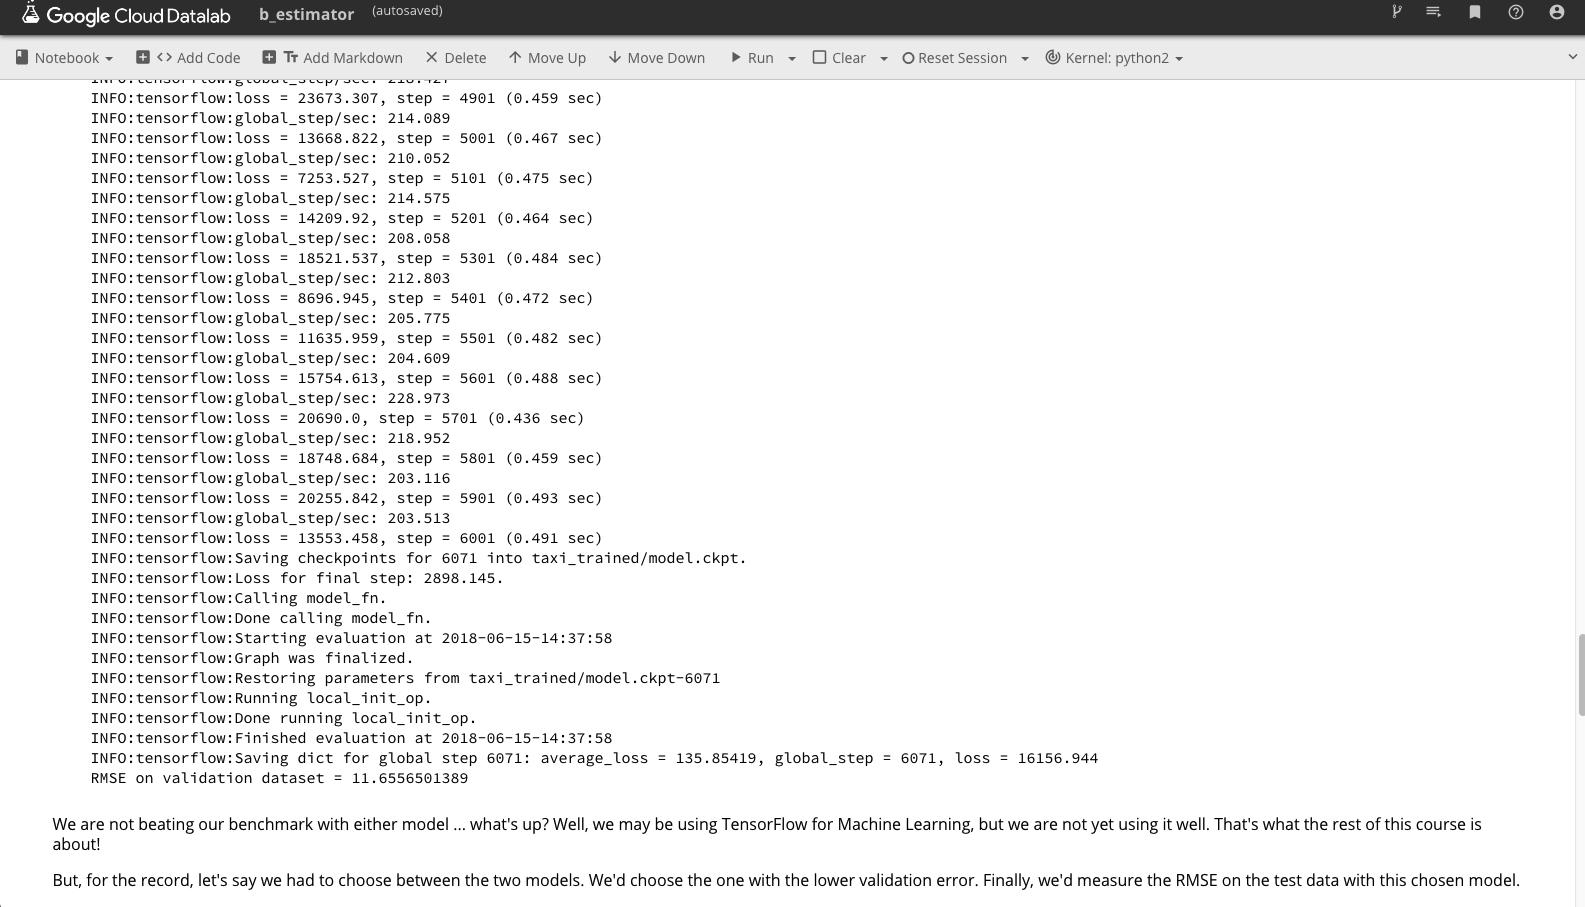 Google Cloud Datalab b_estimator (autosaved)
Notebook <> Add Code Tт Add Markdown Delete Move Up Move Down Run Clear Reset Session Kernel: python2
INFO:tensorflow:global_step/sec: 218.427
INFO:tensorflow:loss = 23673.307, step = 4901 (0.459 sec)
INFO:tensorflow:global_step/sec: 214.089
INFO:tensorflow:loss = 13668.822, step = 5001 (0.467 sec)
INFO:tensorflow:global_step/sec: 210.052
INFO:tensorflow:loss = 7253.527, step = 5101 (0.475 sec)
INFO:tensorflow:global_step/sec: 214.575
INFO:tensorflow:loss = 14209.92, step = 5201 (0.464 sec)
INFO:tensorflow:global_step/sec: 208.058
INFO:tensorflow:loss = 18521.537, step = 5301 (0.484 sec)
INFO:tensorflow:global_step/sec: 212.803
INFO:tensorflow:loss = 8696.945, step = 5401 (0.472 sec)
INFO:tensorflow:global_step/sec: 205.775
INFO:tensorflow:loss = 11635.959, step = 5501 (0.482 sec)
INFO:tensorflow:global_step/sec: 204.609
INFO:tensorflow:loss = 15754.613, step = 5601 (0.488 sec)
INFO:tensorflow:global_step/sec: 228.973
INFO:tensorflow:loss = 20690.0, step = 5701 (0.436 sec)
INFO:tensorflow:global_step/sec: 218.952
INFO:tensorflow:loss = 18748.684, step = 5801 (0.459 sec)
INFO:tensorflow:global_step/sec: 203.116
INFO:tensorflow:loss = 20255.842, step = 5901 (0.493 sec)
INFO:tensorflow:global_step/sec: 203.513
INFO:tensorflow:loss = 13553.458, step = 6001 (0.491 sec)
INFO:tensorflow:Saving checkpoints for 6071 into taxi_trained/model.ckpt.
INFO:tensorflow:Loss for final step: 2898.145.
INFO:tensorflow:Calling model_fn.
INFO:tensorflow:Done calling model_fn.
INFO:tensorflow:Starting evaluation at 2018-06-15-14:37:58
INFO:tensorflow:Graph was finalized.
INFO:tensorflow:Restoring parameters from taxi_trained/model.ckpt-6071
INFO:tensorflow:Running local_init_op.
INFO:tensorflow:Done running local_init_op.
INFO:tensorflow:Finished evaluation at 2018-06-15-14:37:58
INFO:tensorflow:Saving dict for global step 6071: average_loss = 135.85419, global_step = 6071, loss = 16156.944
RMSE on validation dataset = 11.6556501389
We are not beating our benchmark with either model ... what's up? Well, we may be using TensorFlow for Machine Learning, but we are not yet using it well. That's what the rest of this course is
about!
But, for the record, let's say we had to choose between the two models. We'd choose the one with the lower validation error. Finally, we'd measure the RMSE on the test data with this chosen model.